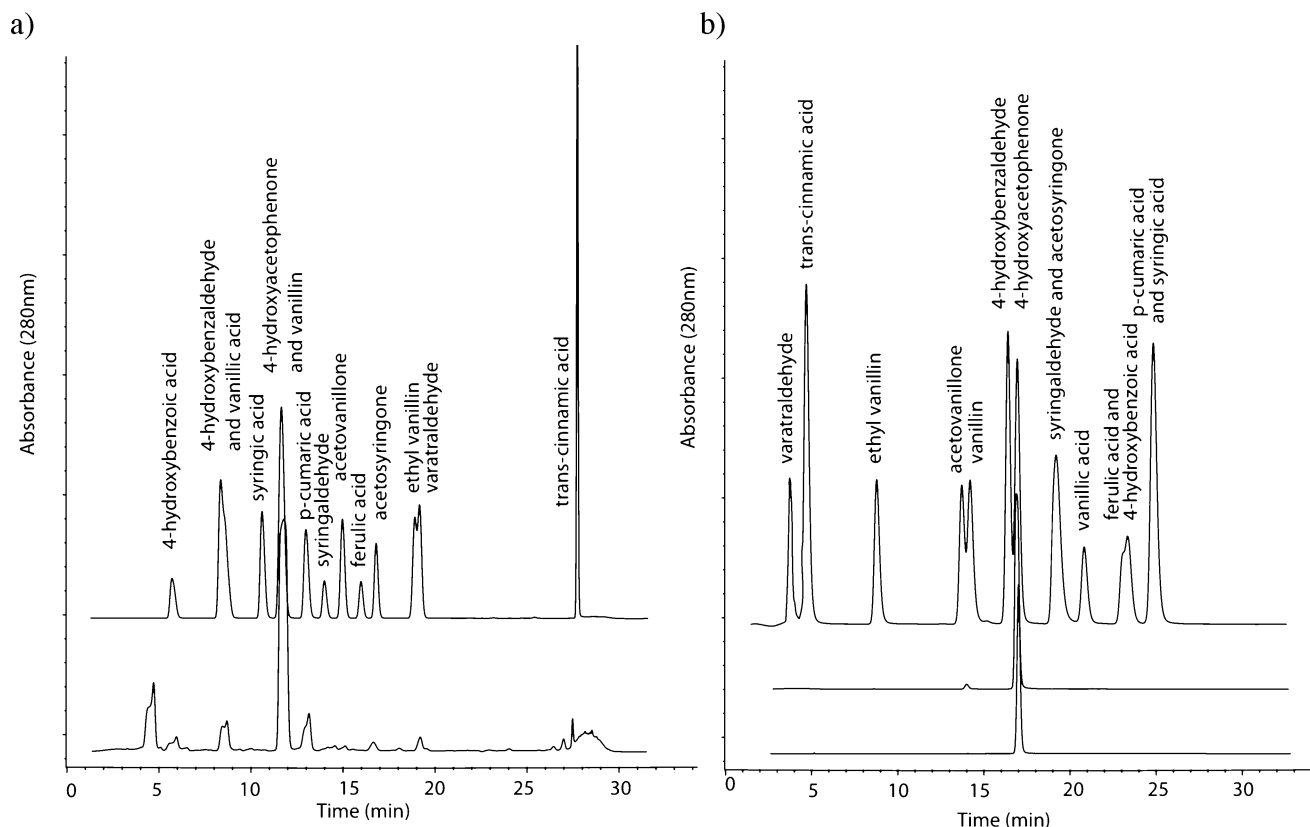 a)
Absorbance (280nm)
4-hydroxybenzoic acid
4-hydroxybenzaldehyde
and vanillic acid
syringic acid
4-hydroxyacetophenone
and vanillin
p-cumaric acid
syringaldehyde
acetovanillone
ferulic acid
acetosyringone
ethyl vanillin
varatraldehyde
trans-cinnamic acid
0 5 10 15 20 30
Time (min)
b)
Absorbance (280nm)
varatraldehyde
trans-cinnamic acid
ethyl vanillin
acetovanillone
vanillin
4-hydroxybenzaldehyde
4-hydroxyacetophenone
syringaldehyde and acetosyringone
vanillic acid
ferulic acid and
4-hydroxybenzoic acid
p-cumaric acid
and syringic acid
0 5 10 15 20 25 30
Time (min)